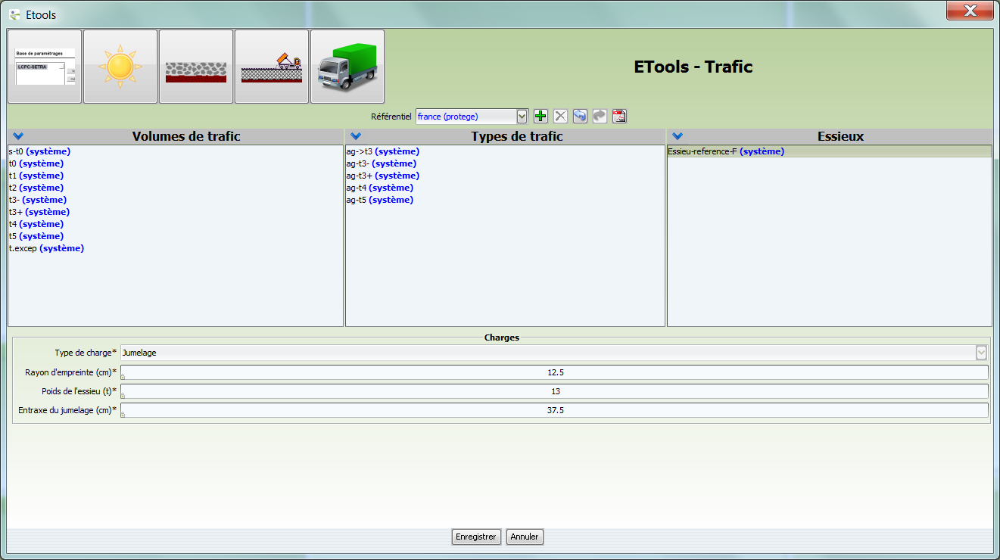 Etools
Base de paramétrages
LCPC-SETRA
ETools - Trafic
Référentiel france (protege)
Volumes de trafic
s-t0 (système)
t0 (système)
t1 (système)
t2 (système)
t3- (système)
t3+ (système)
t4 (système)
t5 (système)
t.excep (système)
Types de trafic
ag->t3 (système)
ag-t3- (système)
ag-t3+ (système)
ag-t4 (système)
ag-t5 (système)
Essieux
Essieu-reference-F (système)
Charges
Type de charge* Jumelage
Rayon d'empreinte (cm)* 12.5
Poids de l'essieu (t)* 13
Entraxe du jumelage (cm)* 37.5
Enregistrer Annuler